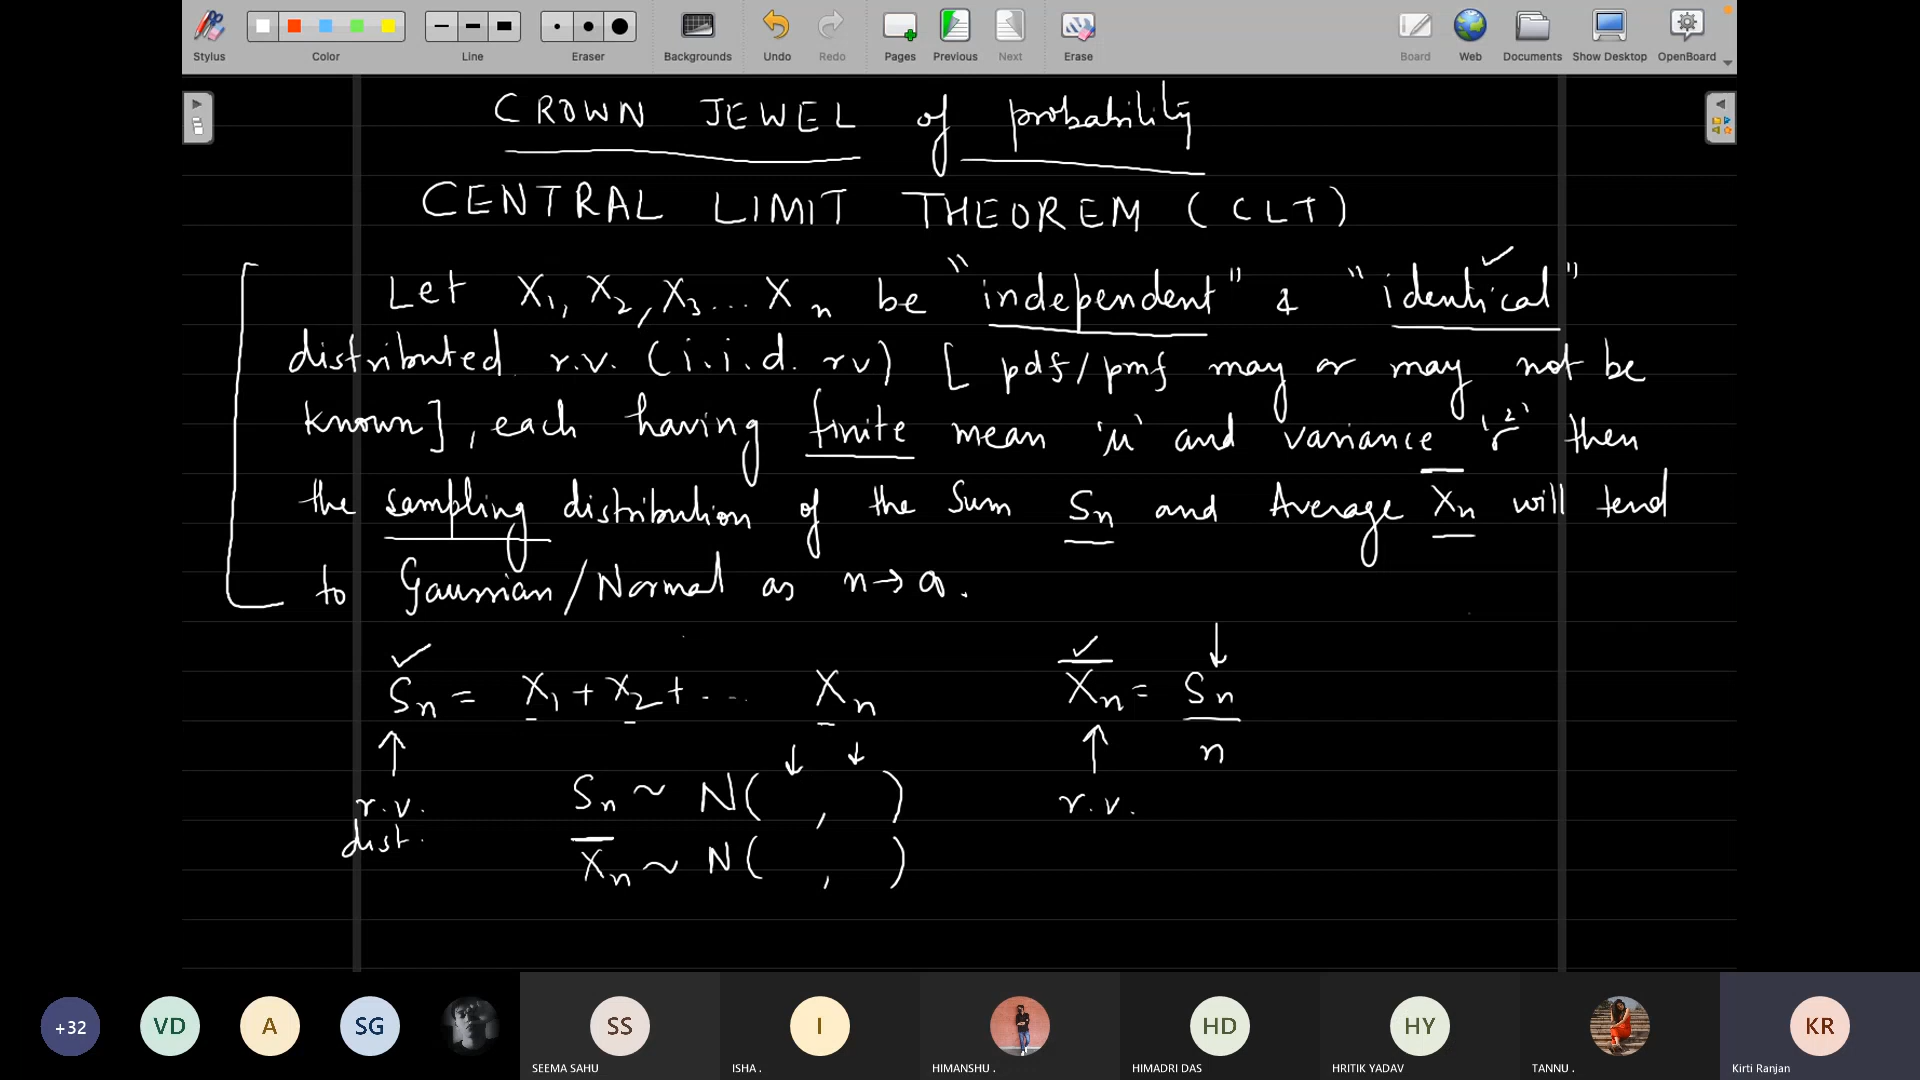 Stylus Color Line Eraser Backgrounds Undo Redo Pages Previous Next Erase Board Web Documents Show Desktop OpenBoard
CROWN JEWEL of probability
CENTRAL LIMIT THEOREM (CLT)
Let X₁, X₂, X₃... Xₙ be "independent" & "identical"
distributed r.v. (i.i.d. rv) [ pdf/pmf may or may not be
known], each having finite mean 'μ' and variance 'σ²' then
the sampling distribution of the Sum Sₙ and Average X̅ₙ will tend
to Gaussian/Normal as n→∞.
Sₙ = X₁ + X₂ + ... Xₙ
X̅ₙ = Sₙ
n
r.v.
dist.
Sₙ ~ N( , )
r.v.
X̅ₙ ~ N( , )
+32 VD A SG SS I HD HY KR
SEEMA SAHU ISHA . HIMANSHU . HIMADRI DAS HRITIK YADAV TANNU . Kirti Ranjan